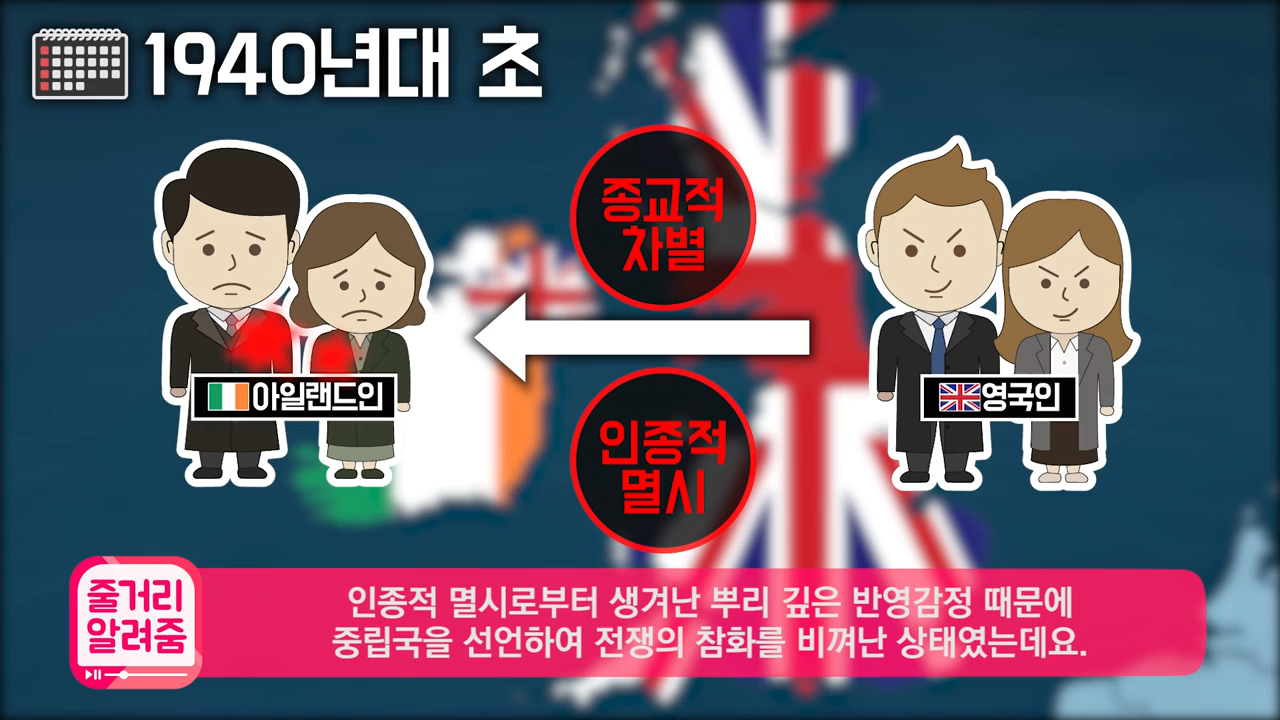 1940년대 초
종교적
차별
아일랜드인
영국인
인종적
멸시
줄거리
알려줌
인종적 멸시로부터 생겨난 뿌리 깊은 반영감정 때문에
중립국을 선언하여 전쟁의 참화를 비껴난 상태였는데요.